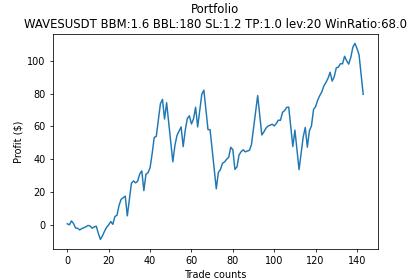 Portfolio
WAVESUSDT BBM:1.6 BBL:180 SL:1.2 TP:1.0 lev:20 WinRatio:68.0
Profit ($)
100
80
60
40
20
0
0 20 40 60 80 100 120 140
Trade counts